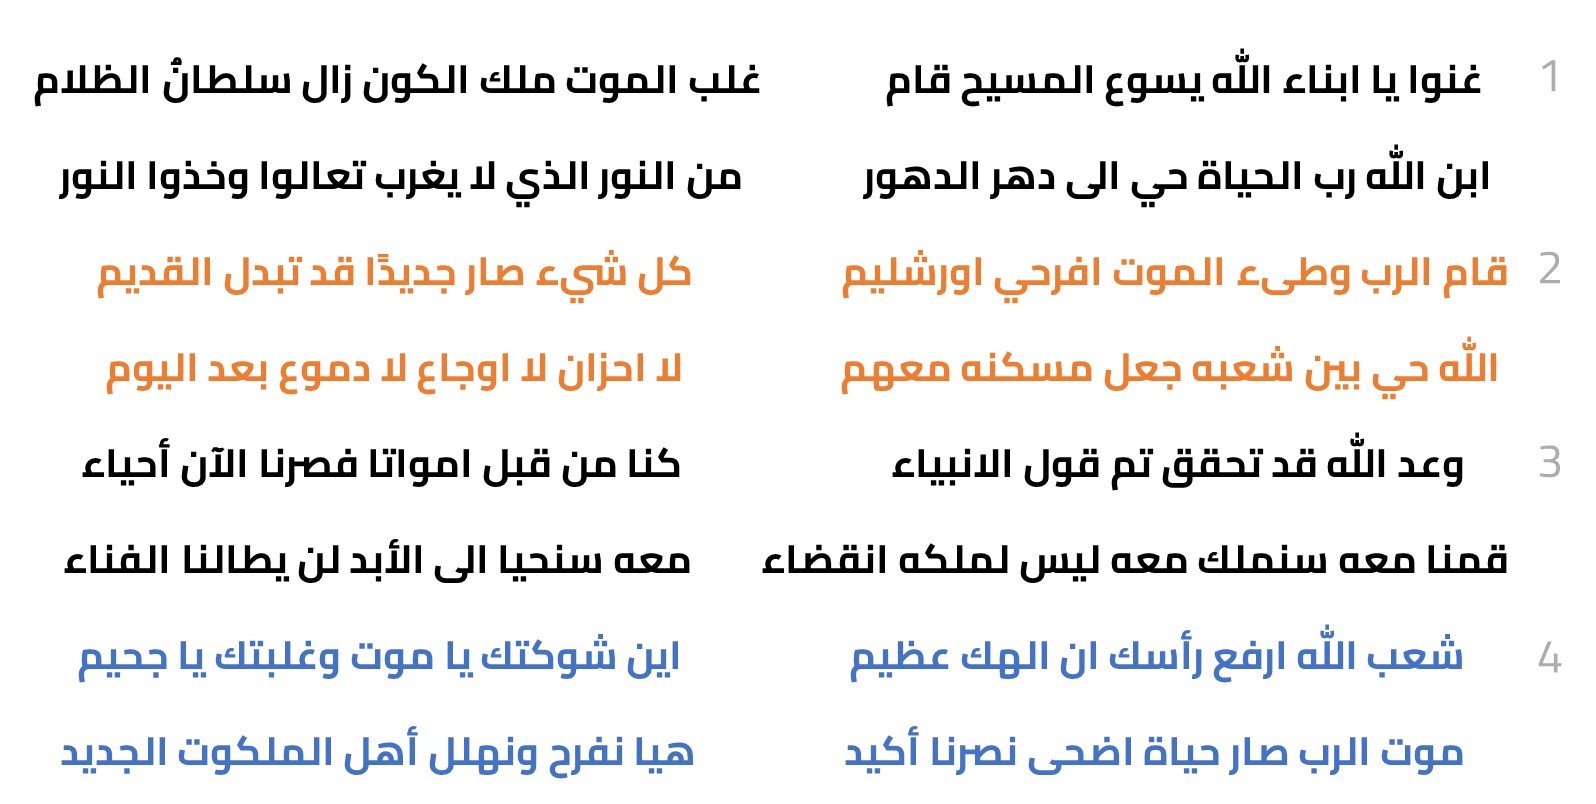 1 غنوا يا ابناء الله يسوع المسيح قام غلب الموت ملك الكون زال سلطانُ الظلام
ابن الله رب الحياة حي الى دهر الدهور من النور الذي لا يغرب تعالوا وخذوا النور
2 قام الرب وطىء الموت افرحي اورشليم كل شيء صار جديدًا قد تبدل القديم
الله حي بين شعبه جعل مسكنه معهم لا احزان لا اوجاع لا دموع بعد اليوم
3 وعد الله قد تحقق تم قول الانبياء كنا من قبل امواتا فصرنا الآن أحياء
قمنا معه سنملك معه ليس لملكه انقضاء معه سنحيا الى الأبد لن يطالنا الفناء
4 شعب الله ارفع رأسك ان الهك عظيم اين شوكتك يا موت وغلبتك يا جحيم
موت الرب صار حياة اضحى نصرنا أكيد هيا نفرح ونهلل أهل الملكوت الجديد